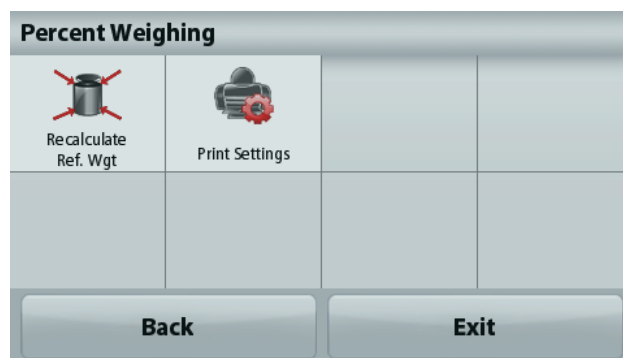 Percent Weighing
Recalculate
Ref. Wgt
Print Settings
Back
Exit